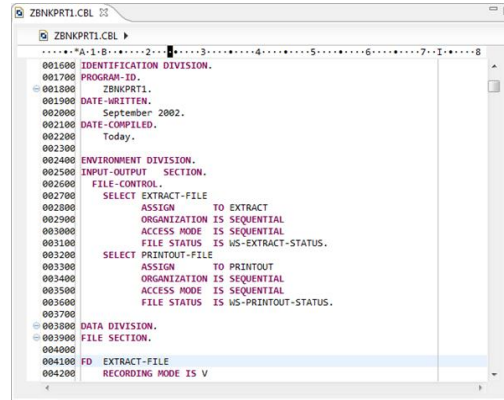 ZBNKPRT1.CBL
ZBNKPRT1.CBL
····+·*A·1·B··+····2····+····3····+····4····+····5····+····6····+····7··I·+····8
001600 IDENTIFICATION DIVISION.
001700 PROGRAM-ID.
001800     ZBNKPRT1.
001900 DATE-WRITTEN.
002000     September 2002.
002100 DATE-COMPILED.
002200     Today.
002300
002400 ENVIRONMENT DIVISION.
002500 INPUT-OUTPUT   SECTION.
002600   FILE-CONTROL.
002700     SELECT EXTRACT-FILE
002800            ASSIGN       TO EXTRACT
002900            ORGANIZATION IS SEQUENTIAL
003000            ACCESS MODE  IS SEQUENTIAL
003100            FILE STATUS  IS WS-EXTRACT-STATUS.
003200     SELECT PRINTOUT-FILE
003300            ASSIGN       TO PRINTOUT
003400            ORGANIZATION IS SEQUENTIAL
003500            ACCESS MODE  IS SEQUENTIAL
003600            FILE STATUS  IS WS-PRINTOUT-STATUS.
003700
003800 DATA DIVISION.
003900 FILE SECTION.
004000
004100 FD  EXTRACT-FILE
004200     RECORDING MODE IS V